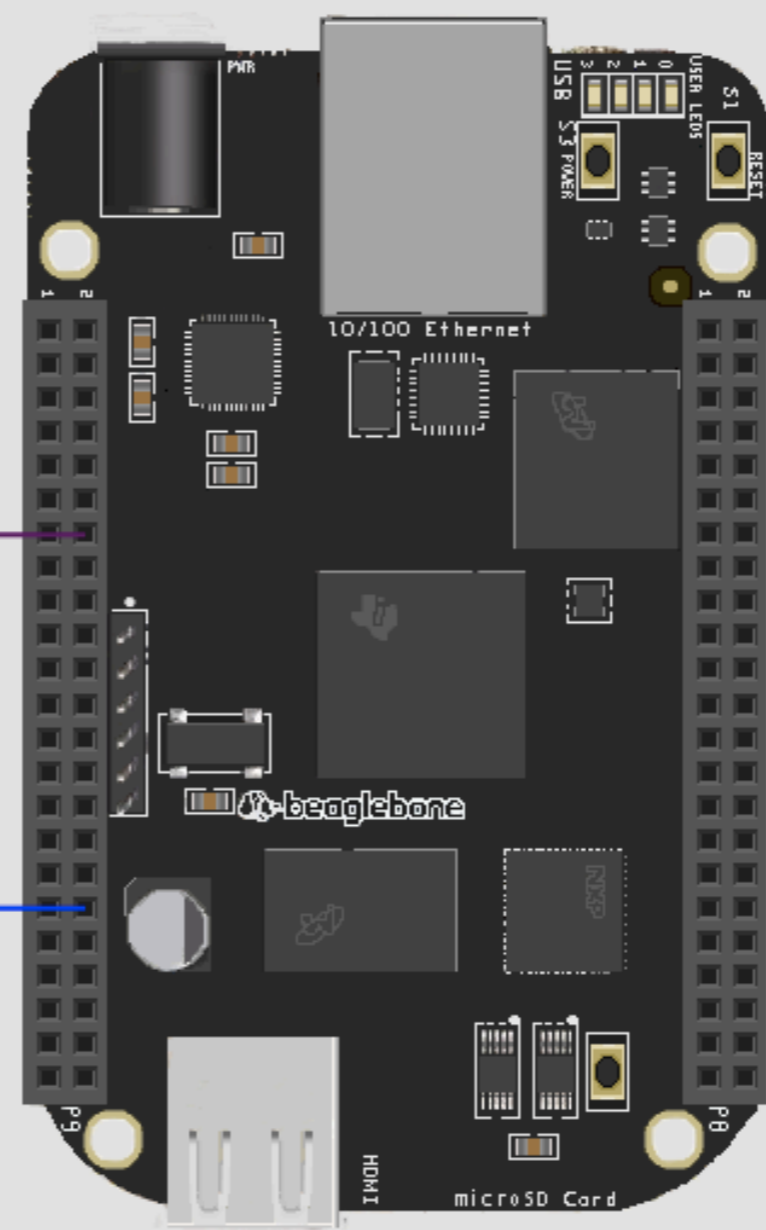 PWR
USB
3 2 1 0
USER LEDS
S1
S3
POWER
RESET
1 2
1 2
10/100 Ethernet
beaglebone
NXP
P9
P8
HDMI
microSD Card